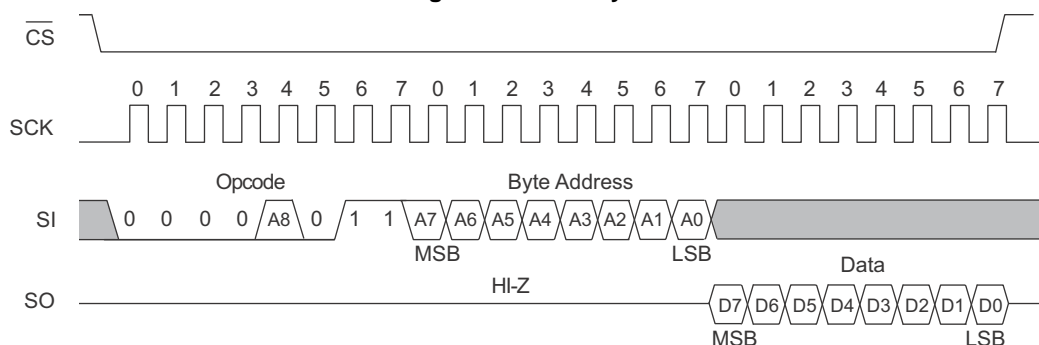 CS
0 1 2 3 4 5 6 7 0 1 2 3 4 5 6 7 0 1 2 3 4 5 6 7
SCK
Opcode Byte Address
SI 0 0 0 0 A8 0 1 1 A7 A6 A5 A4 A3 A2 A1 A0
MSB LSB
Data
HI-Z
SO D7 D6 D5 D4 D3 D2 D1 D0
MSB LSB